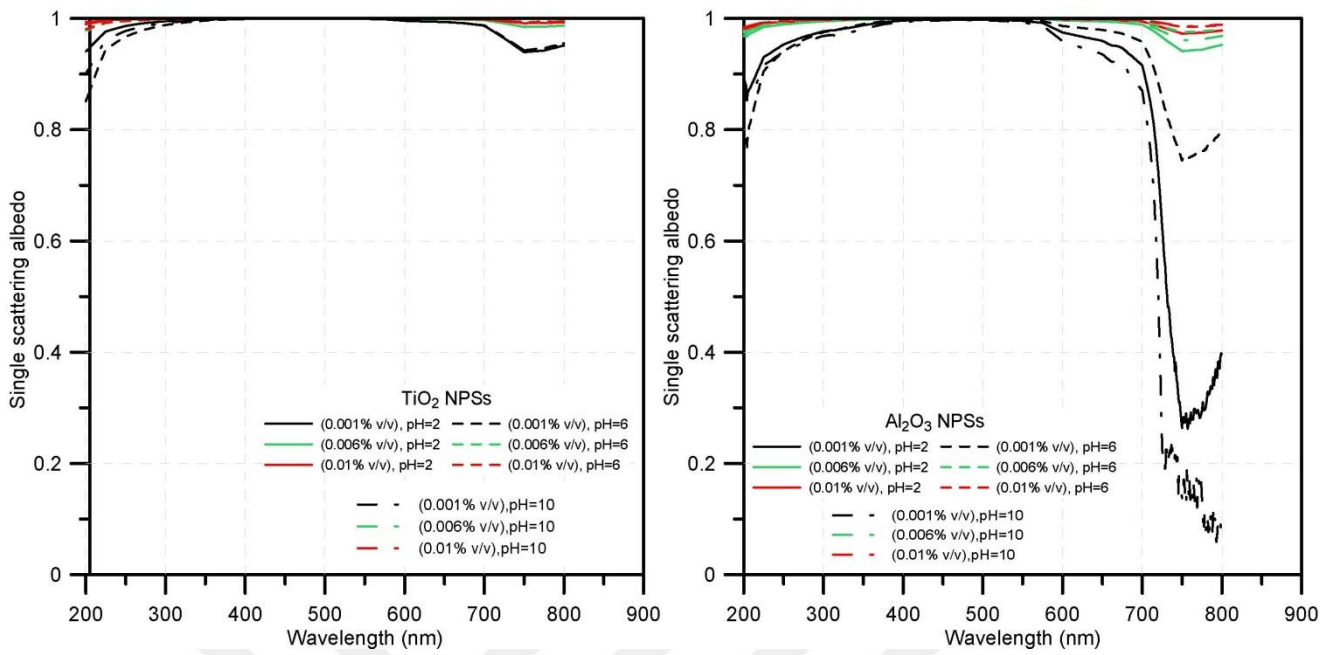 1
0.8
0.6
0.4
0.2
0
Single scattering albedo
TiO₂ NPSs
(0.001% v/v), pH=2 (0.001% v/v), pH=6
(0.006% v/v), pH=2 (0.006% v/v), pH=6
(0.01% v/v), pH=2 (0.01% v/v), pH=6
(0.001% v/v),pH=10
(0.006% v/v),pH=10
(0.01% v/v),pH=10
200 300 400 500 600 700 800 900
Wavelength (nm)
1
0.8
0.6
0.4
0.2
0
Single scattering albedo
Al₂O₃ NPSs
(0.001% v/v), pH=2 (0.001% v/v), pH=6
(0.006% v/v), pH=2 (0.006% v/v), pH=6
(0.01% v/v), pH=2 (0.01% v/v), pH=6
(0.001% v/v),pH=10
(0.006% v/v),pH=10
(0.01% v/v),pH=10
200 300 400 500 600 700 800 900
Wavelength (nm)